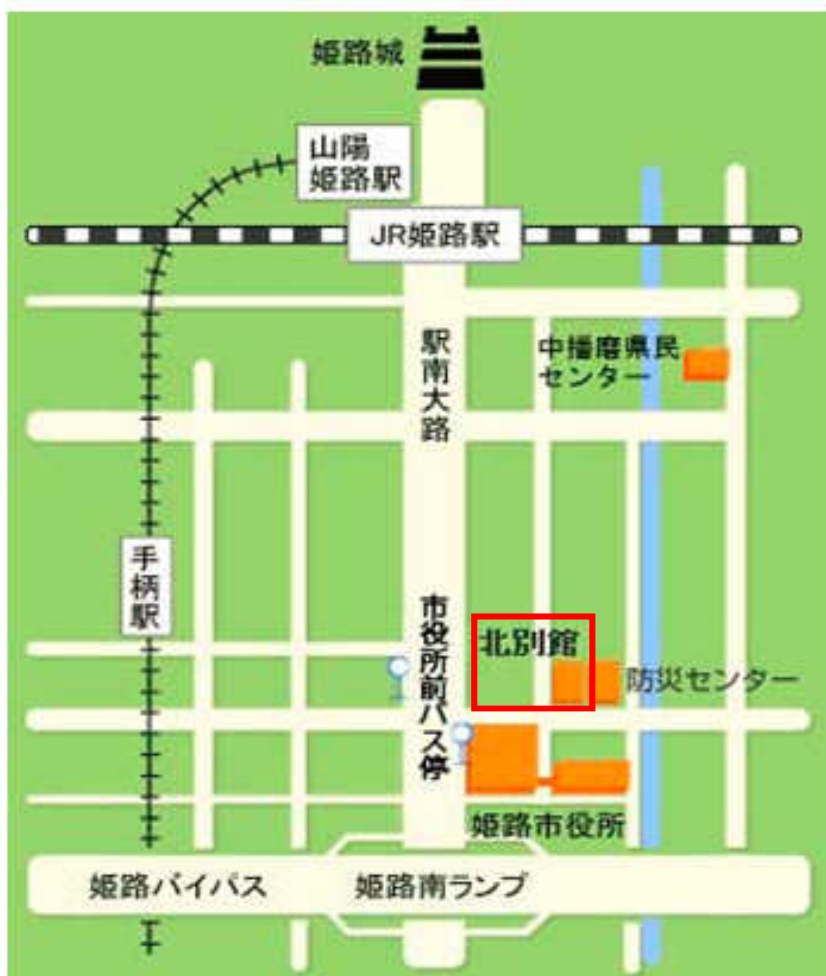 姫路城
山陽
姫路駅
JR姫路駅
駅南大路
中播磨県民
センター
手柄駅
市役所前バス停
北別館
防災センター
姫路市役所
姫路バイパス
姫路南ランプ